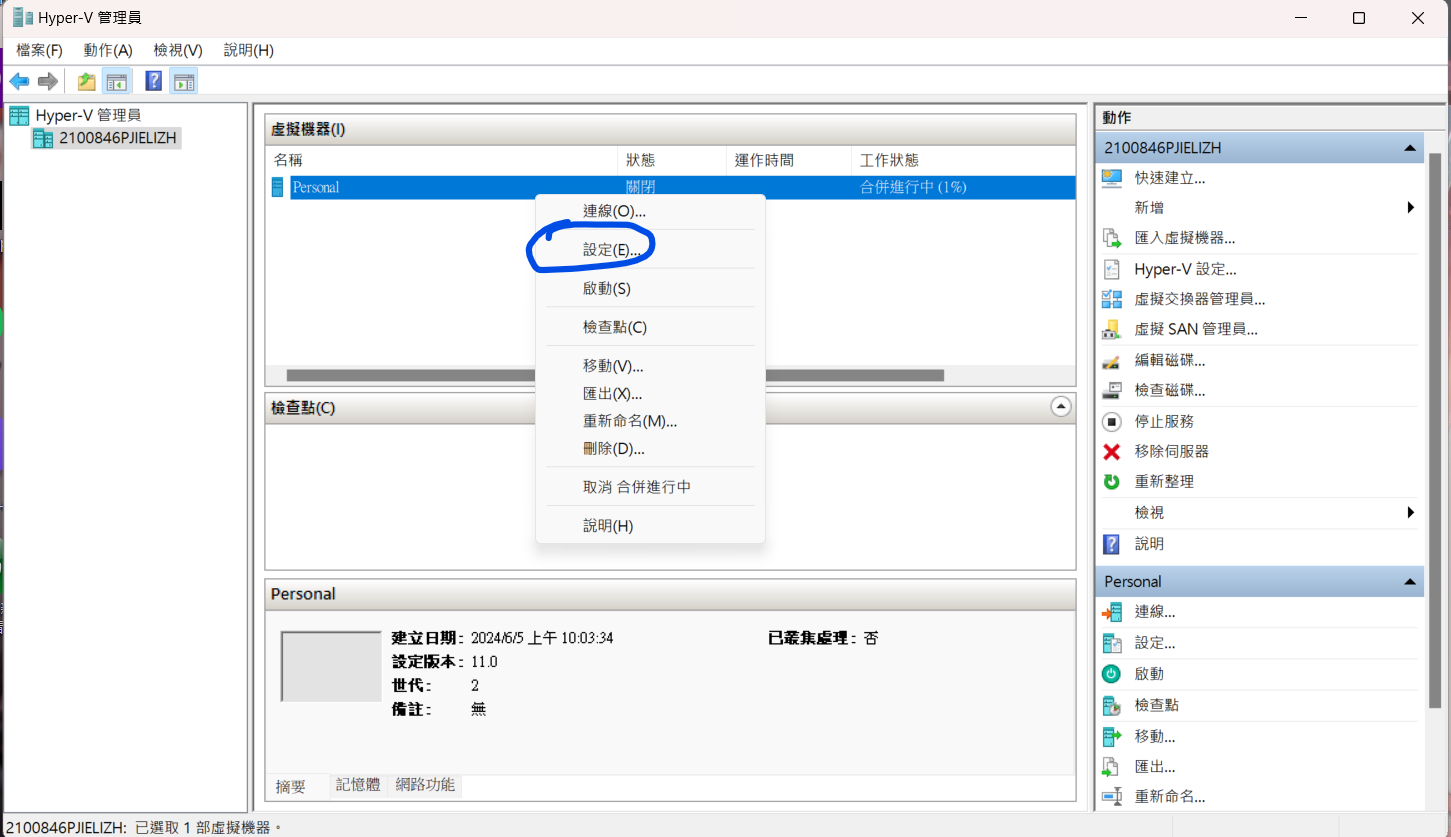 Hyper-V 管理員
檔案(F) 動作(A) 檢視(V) 說明(H)
Hyper-V 管理員
2100846PJIELIZH
虛擬機器(I)
名稱 狀態 運作時間 工作狀態
Personal 關閉 合併進行中 (1%)
連線(O)...
設定(E)...
啟動(S)
檢查點(C)
移動(V)...
匯出(X)...
重新命名(M)...
刪除(D)...
取消 合併進行中
說明(H)
檢查點(C)
Personal
建立日期: 2024/6/5 上午 10:03:34 已叢集處理: 否
設定版本: 11.0
世代: 2
備註: 無
摘要 記憶體 網路功能
動作
2100846PJIELIZH
快速建立...
新增
匯入虛擬機器...
Hyper-V 設定...
虛擬交換器管理員...
虛擬 SAN 管理員...
編輯磁碟...
檢查磁碟...
停止服務
移除伺服器
重新整理
檢視
說明
Personal
連線...
設定...
啟動
檢查點
移動...
匯出...
重新命名...
2100846PJIELIZH: 已選取 1 部虛擬機器。